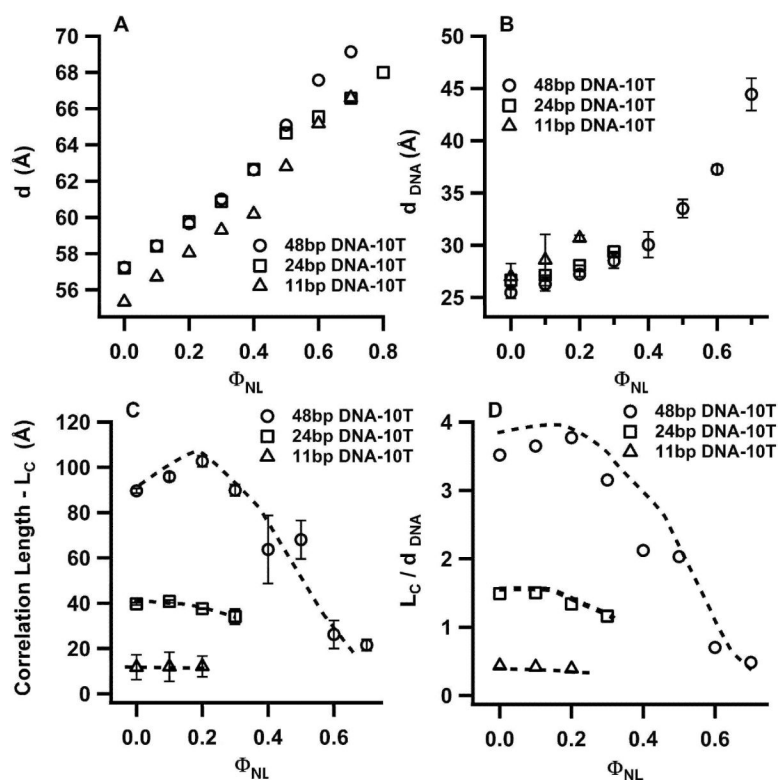 A
70
68
66
64
62
60
58
56
d (Å)
48bp DNA-10T
24bp DNA-10T
11bp DNA-10T
0.0 0.2 0.4 0.6 0.8
ΦNL
B
50
45
40
35
30
25
d DNA (Å)
48bp DNA-10T
24bp DNA-10T
11bp DNA-10T
0.0 0.2 0.4 0.6
ΦNL
C
120
100
80
60
40
20
0
Correlation Length - LC (Å)
48bp DNA-10T
24bp DNA-10T
11bp DNA-10T
0.0 0.2 0.4 0.6
ΦNL
D
4
3
2
1
0
LC / d DNA
48bp DNA-10T
24bp DNA-10T
11bp DNA-10T
0.0 0.2 0.4 0.6
ΦNL